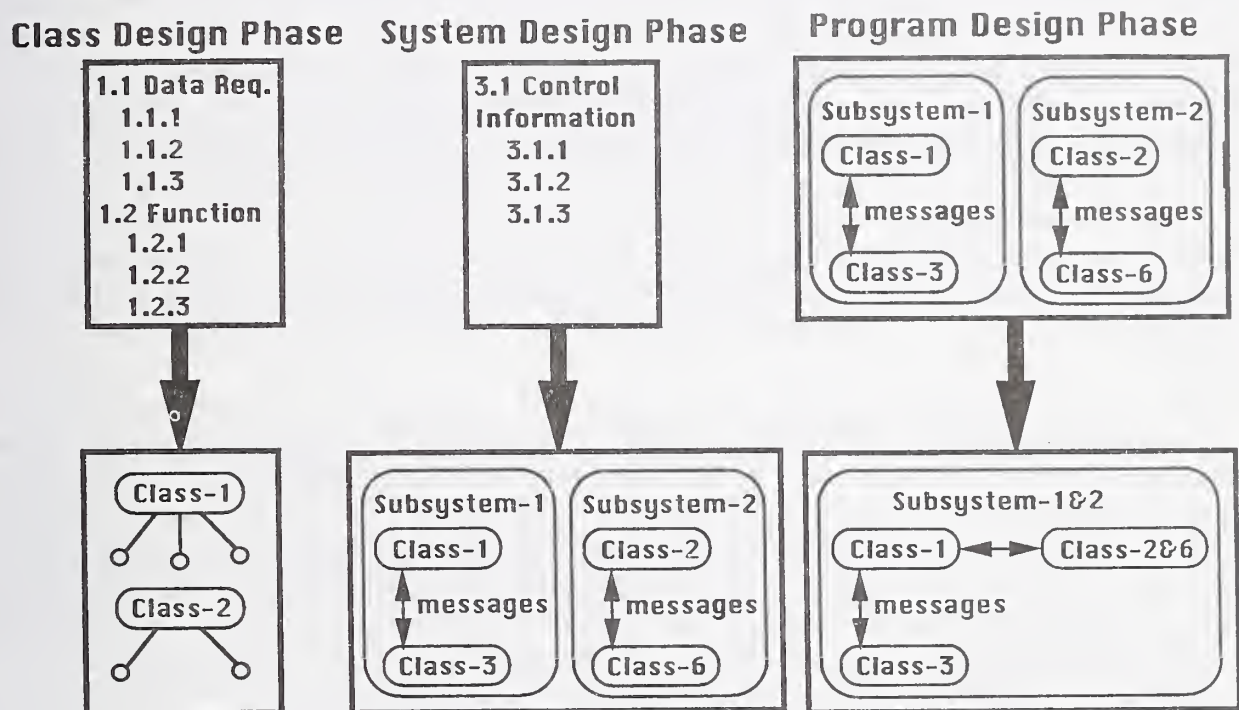 Class Design Phase
1.1 Data Req.
1.1.1
1.1.2
1.1.3
1.2 Function
1.2.1
1.2.2
1.2.3
Class-1
Class-2
System Design Phase
3.1 Control
Information
3.1.1
3.1.2
3.1.3
Subsystem-1
Class-1
messages
Class-3
Subsystem-2
Class-2
messages
Class-6
Program Design Phase
Subsystem-1
Class-1
messages
Class-3
Subsystem-2
Class-2
messages
Class-6
Subsystem-1&2
Class-1
Class-2&6
messages
Class-3